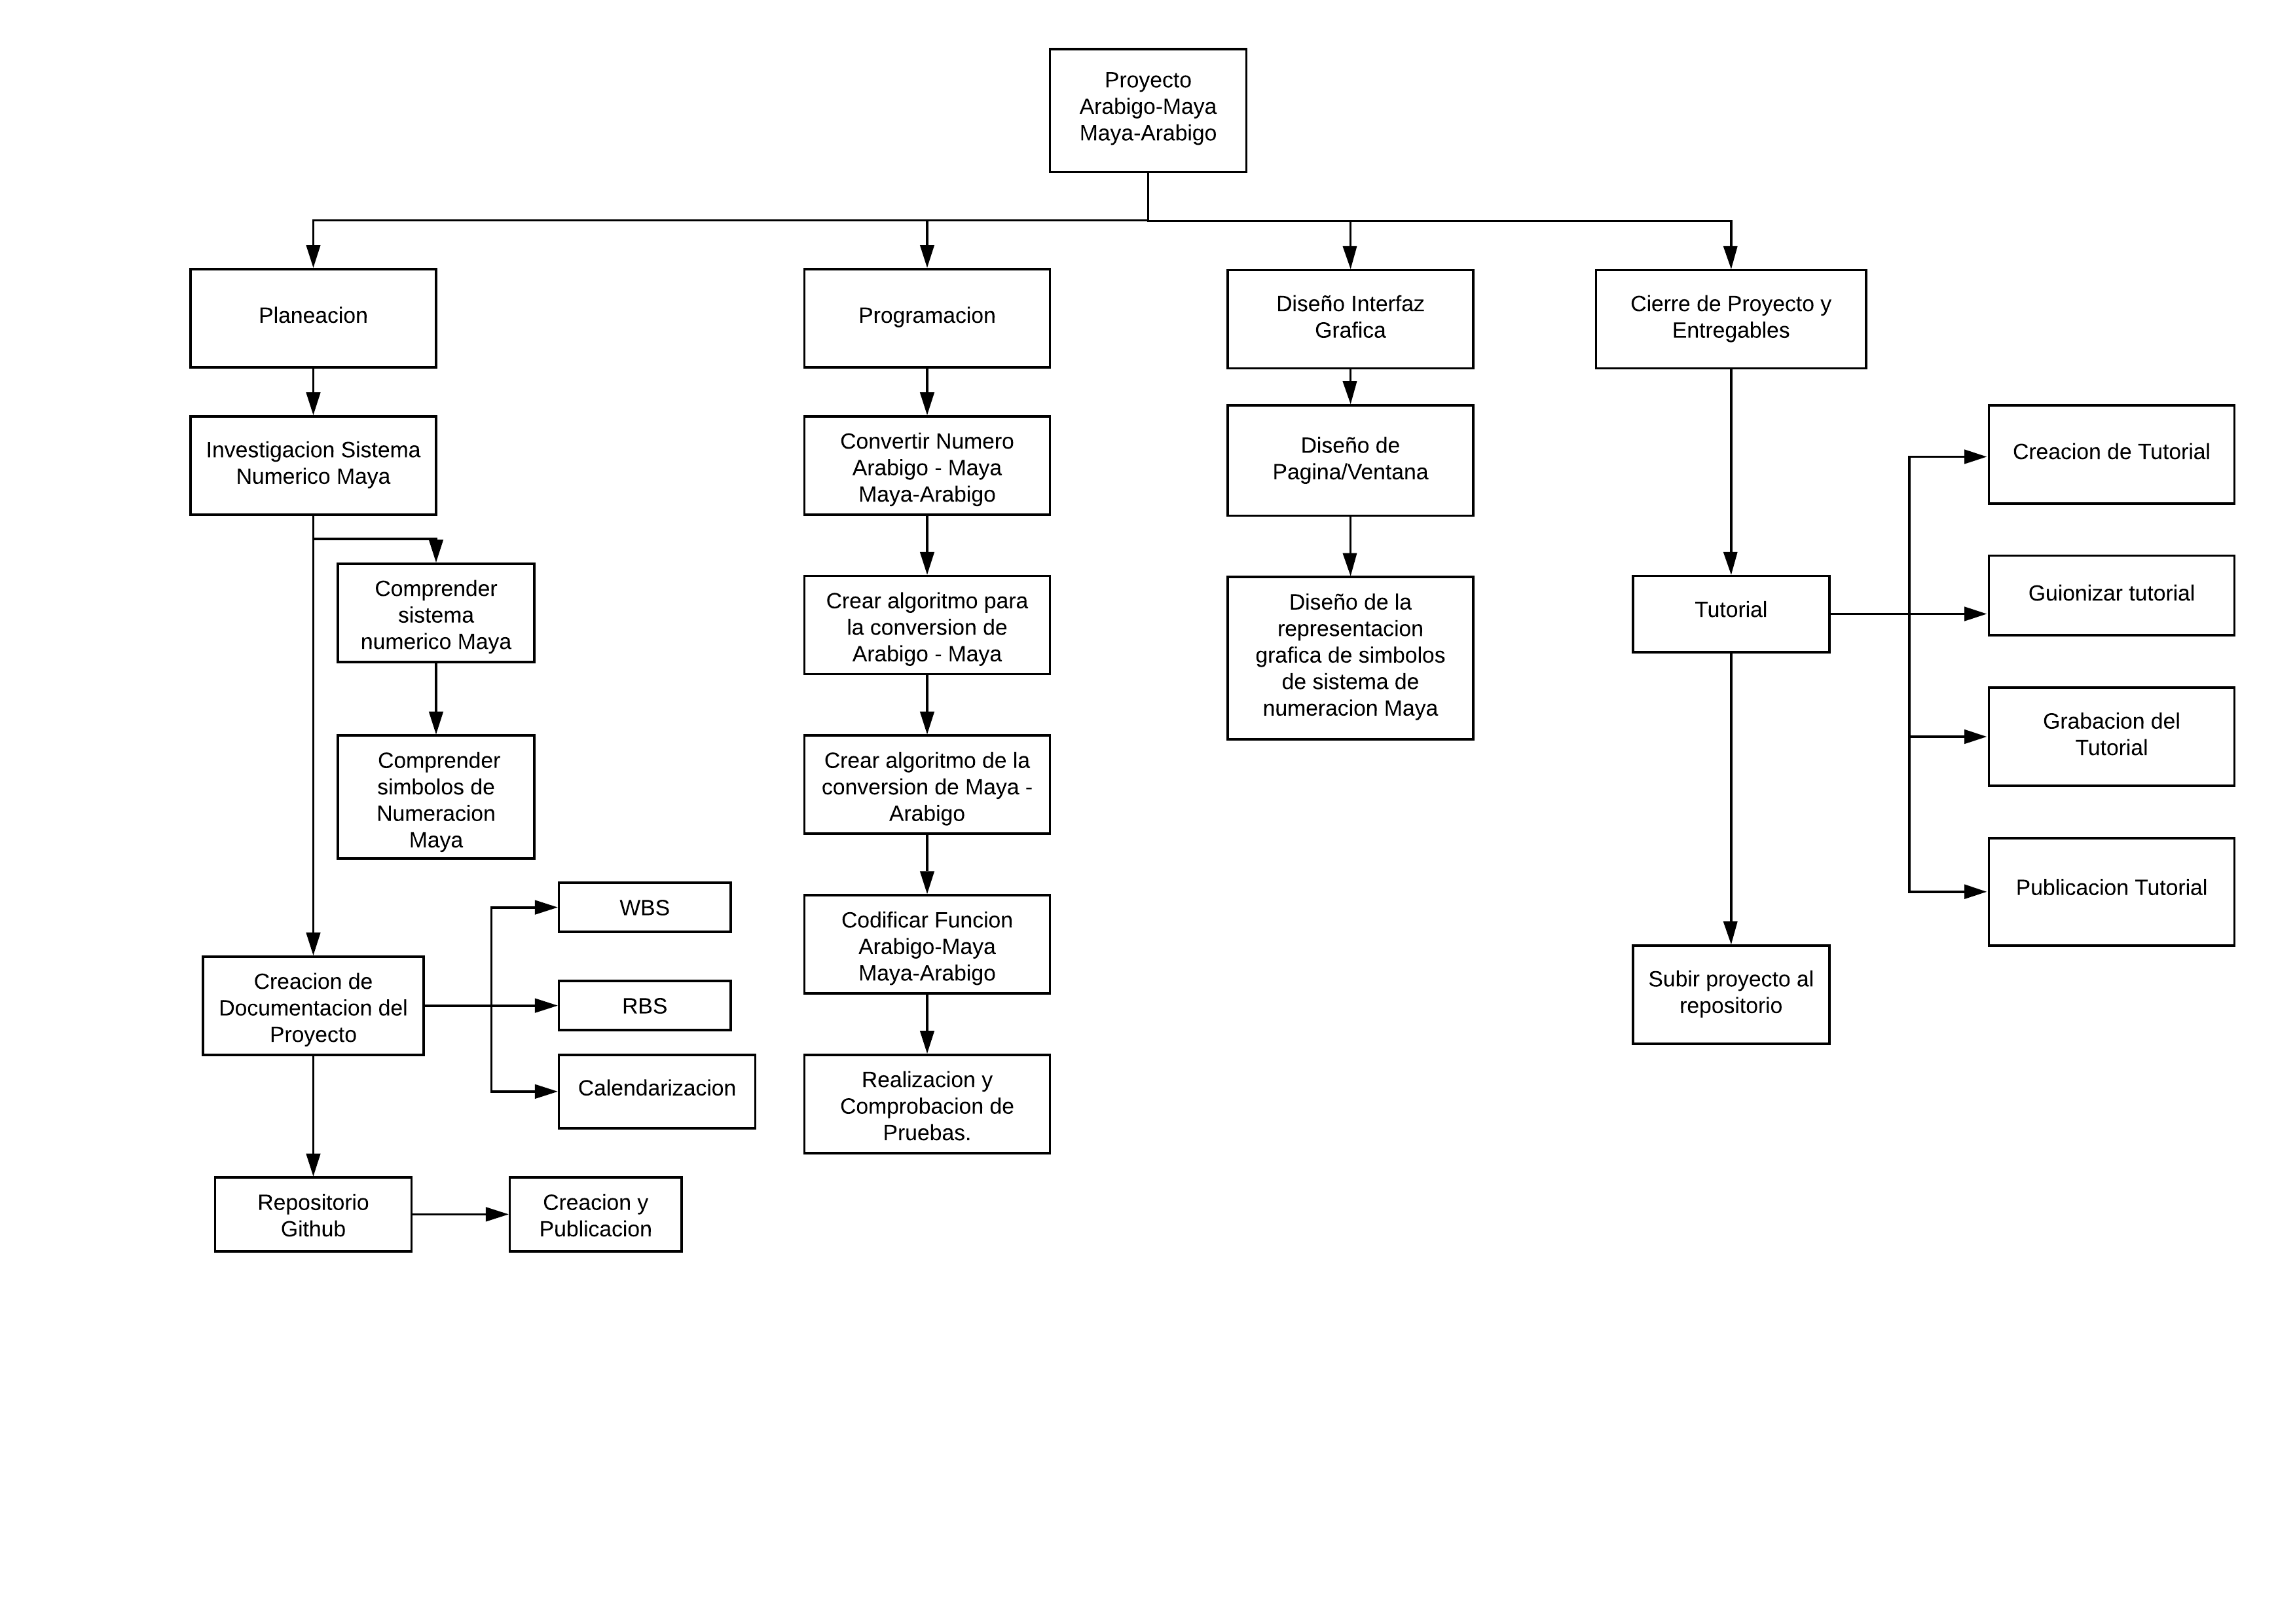 Proyecto
Arabigo-Maya
Maya-Arabigo
Planeacion
Investigacion Sistema
Numerico Maya
Comprender
sistema
numerico Maya
Comprender
simbolos de
Numeracion
Maya
Creacion de
Documentacion del
Proyecto
WBS
RBS
Calendarizacion
Repositorio
Github
Creacion y
Publicacion
Programacion
Convertir Numero
Arabigo - Maya
Maya-Arabigo
Crear algoritmo para
la conversion de
Arabigo - Maya
Crear algoritmo de la
conversion de Maya -
Arabigo
Codificar Funcion
Arabigo-Maya
Maya-Arabigo
Realizacion y
Comprobacion de
Pruebas.
Diseño Interfaz
Grafica
Diseño de
Pagina/Ventana
Diseño de la
representacion
grafica de simbolos
de sistema de
numeracion Maya
Cierre de Proyecto y
Entregables
Tutorial
Creacion de Tutorial
Guionizar tutorial
Grabacion del
Tutorial
Publicacion Tutorial
Subir proyecto al
repositorio